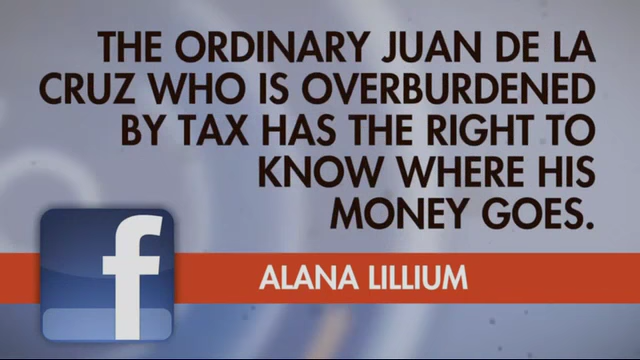 THE ORDINARY JUAN DE LA
CRUZ WHO IS OVERBURDENED
BY TAX HAS THE RIGHT TO
KNOW WHERE HIS
MONEY GOES.
f
ALANA LILLIUM